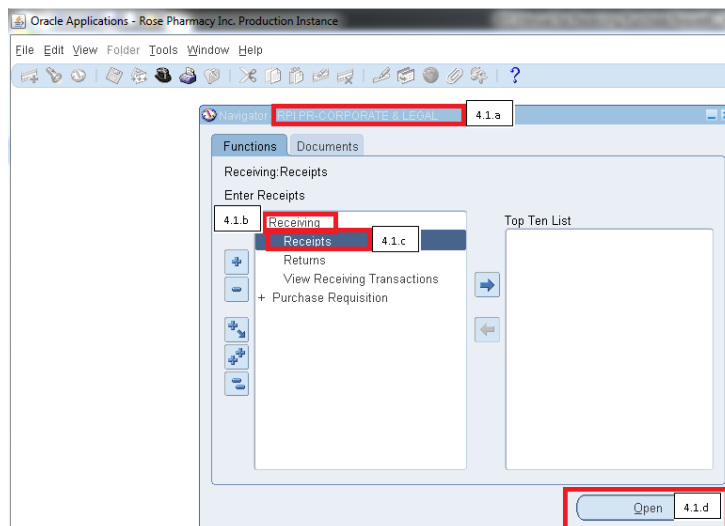 Oracle Applications - Rose Pharmacy Inc. Production Instance
File Edit View Folder Tools Window Help
Navigator RPI PR-CORPORATE & LEGAL 4.1.a
Functions Documents
Receiving:Receipts
Enter Receipts
4.1.b Receiving Top Ten List
Receipts 4.1.c
Returns
View Receiving Transactions
+ Purchase Requisition
Open 4.1.d